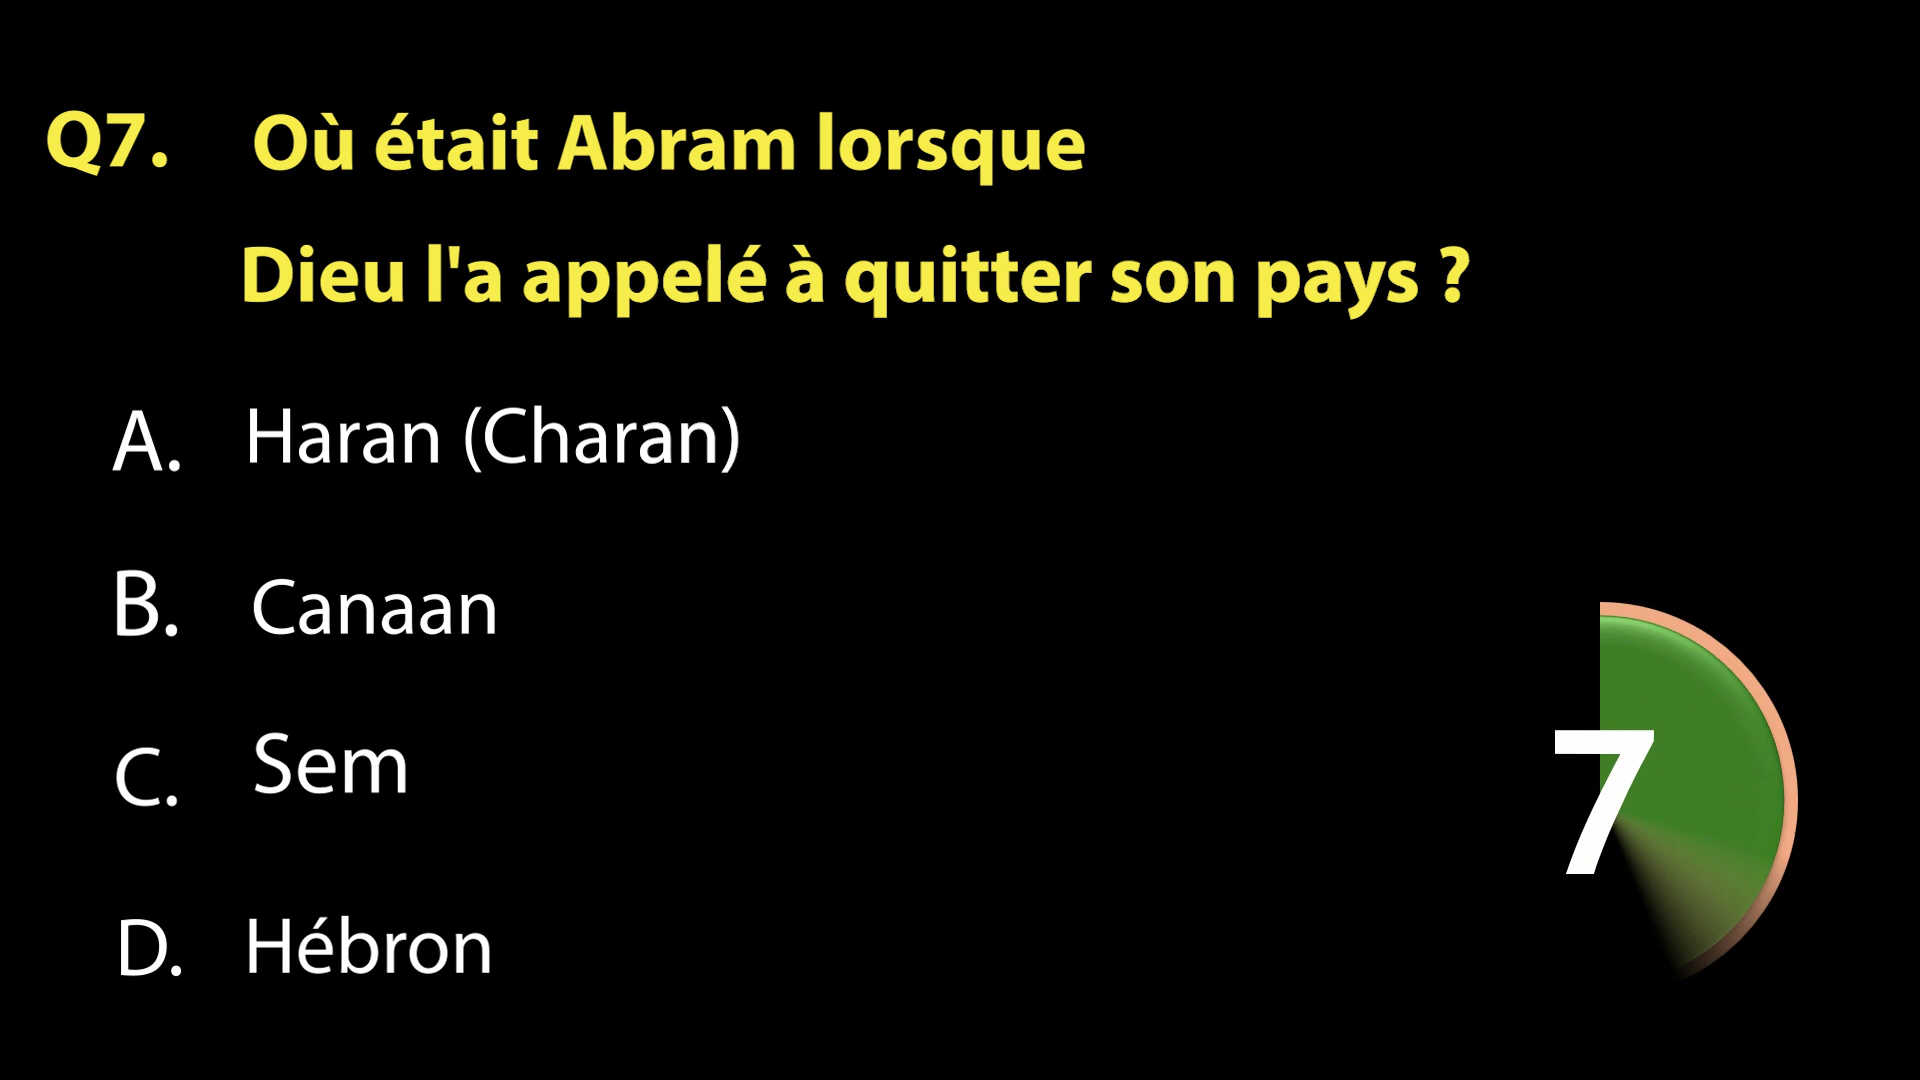 Q7. Où était Abram lorsque
Dieu l'a appelé à quitter son pays ?
A. Haran (Charan)
B. Canaan
C. Sem
D. Hébron
7